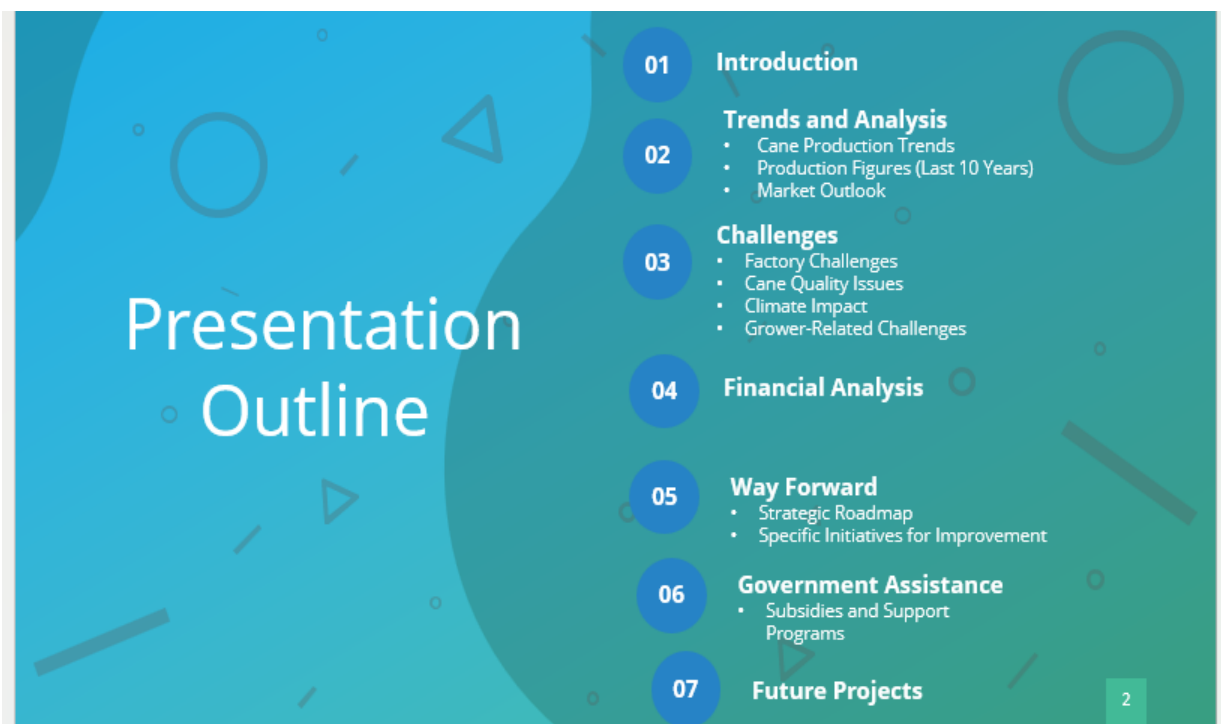 Presentation
Outline
01
Introduction
02
Trends and Analysis
• Cane Production Trends
• Production Figures (Last 10 Years)
• Market Outlook
03
Challenges
• Factory Challenges
• Cane Quality Issues
• Climate Impact
• Grower-Related Challenges
04
Financial Analysis
05
Way Forward
• Strategic Roadmap
• Specific Initiatives for Improvement
06
Government Assistance
• Subsidies and Support
Programs
07
Future Projects
2